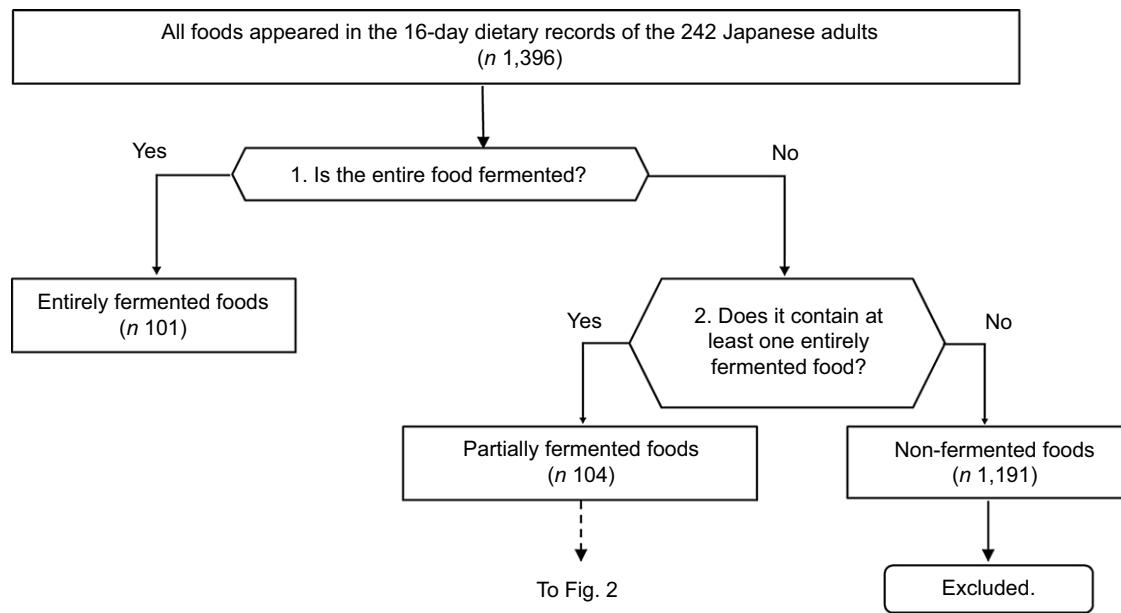 All foods appeared in the 16-day dietary records of the 242 Japanese adults
(n 1,396)
Yes
No
1. Is the entire food fermented?
Entirely fermented foods
(n 101)
Yes
No
2. Does it contain at
least one entirely
fermented food?
Partially fermented foods
(n 104)
Non-fermented foods
(n 1,191)
To Fig. 2
Excluded.